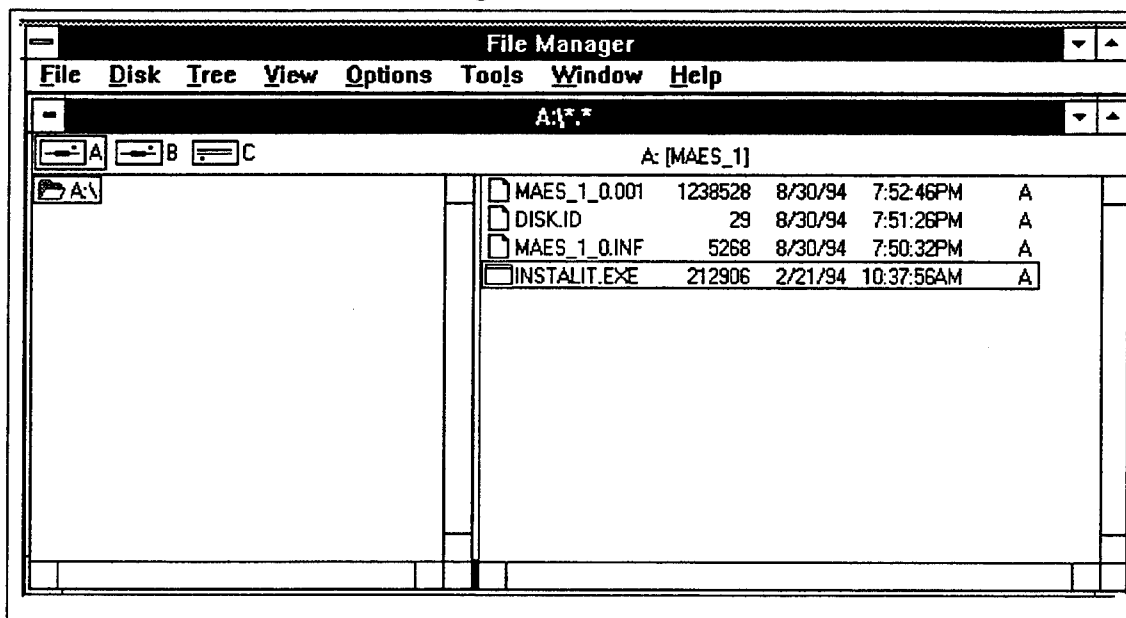 File Manager
File Disk Tree View Options Tools Window Help
A:\*.*
A B C A: [MAES_1]
A:\
MAES_1_0.001 1238528 8/30/94 7:52:46PM A
DISK.ID 29 8/30/94 7:51:26PM A
MAES_1_0.INF 5268 8/30/94 7:50:32PM A
INSTALIT.EXE 212906 2/21/94 10:37:56AM A